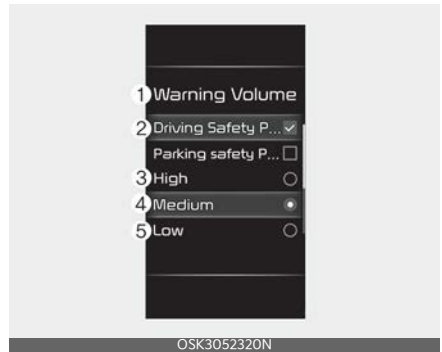 1 Warning Volume
2 Driving Safety P...
Parking safety P...
3 High
4 Medium
5 Low
OSK3052320N